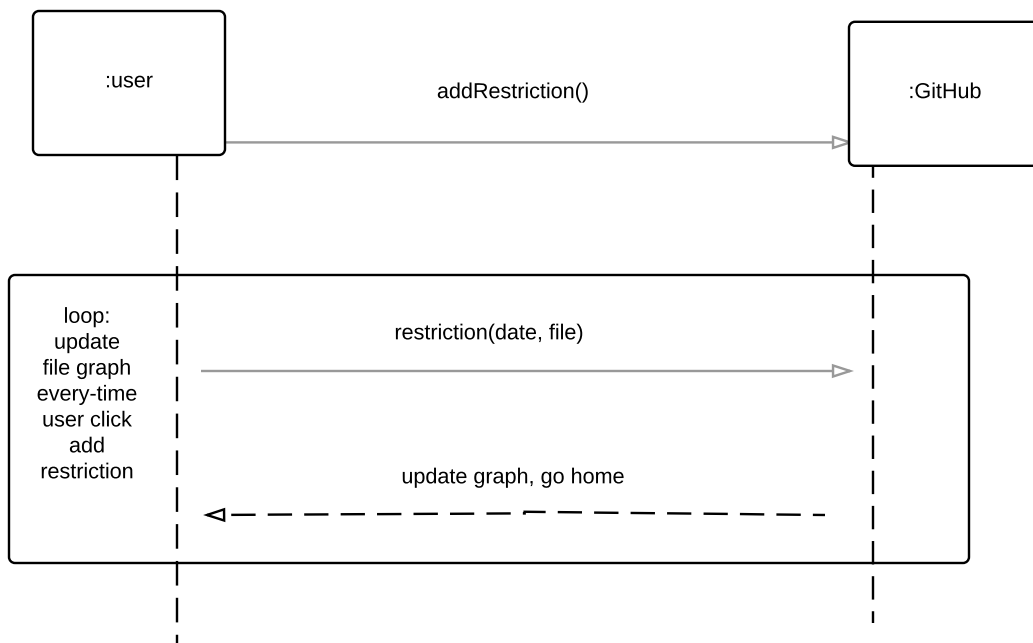 :user
addRestriction()
:GitHub
loop:
update
file graph
every-time
user click
add
restriction
restriction(date, file)
update graph, go home